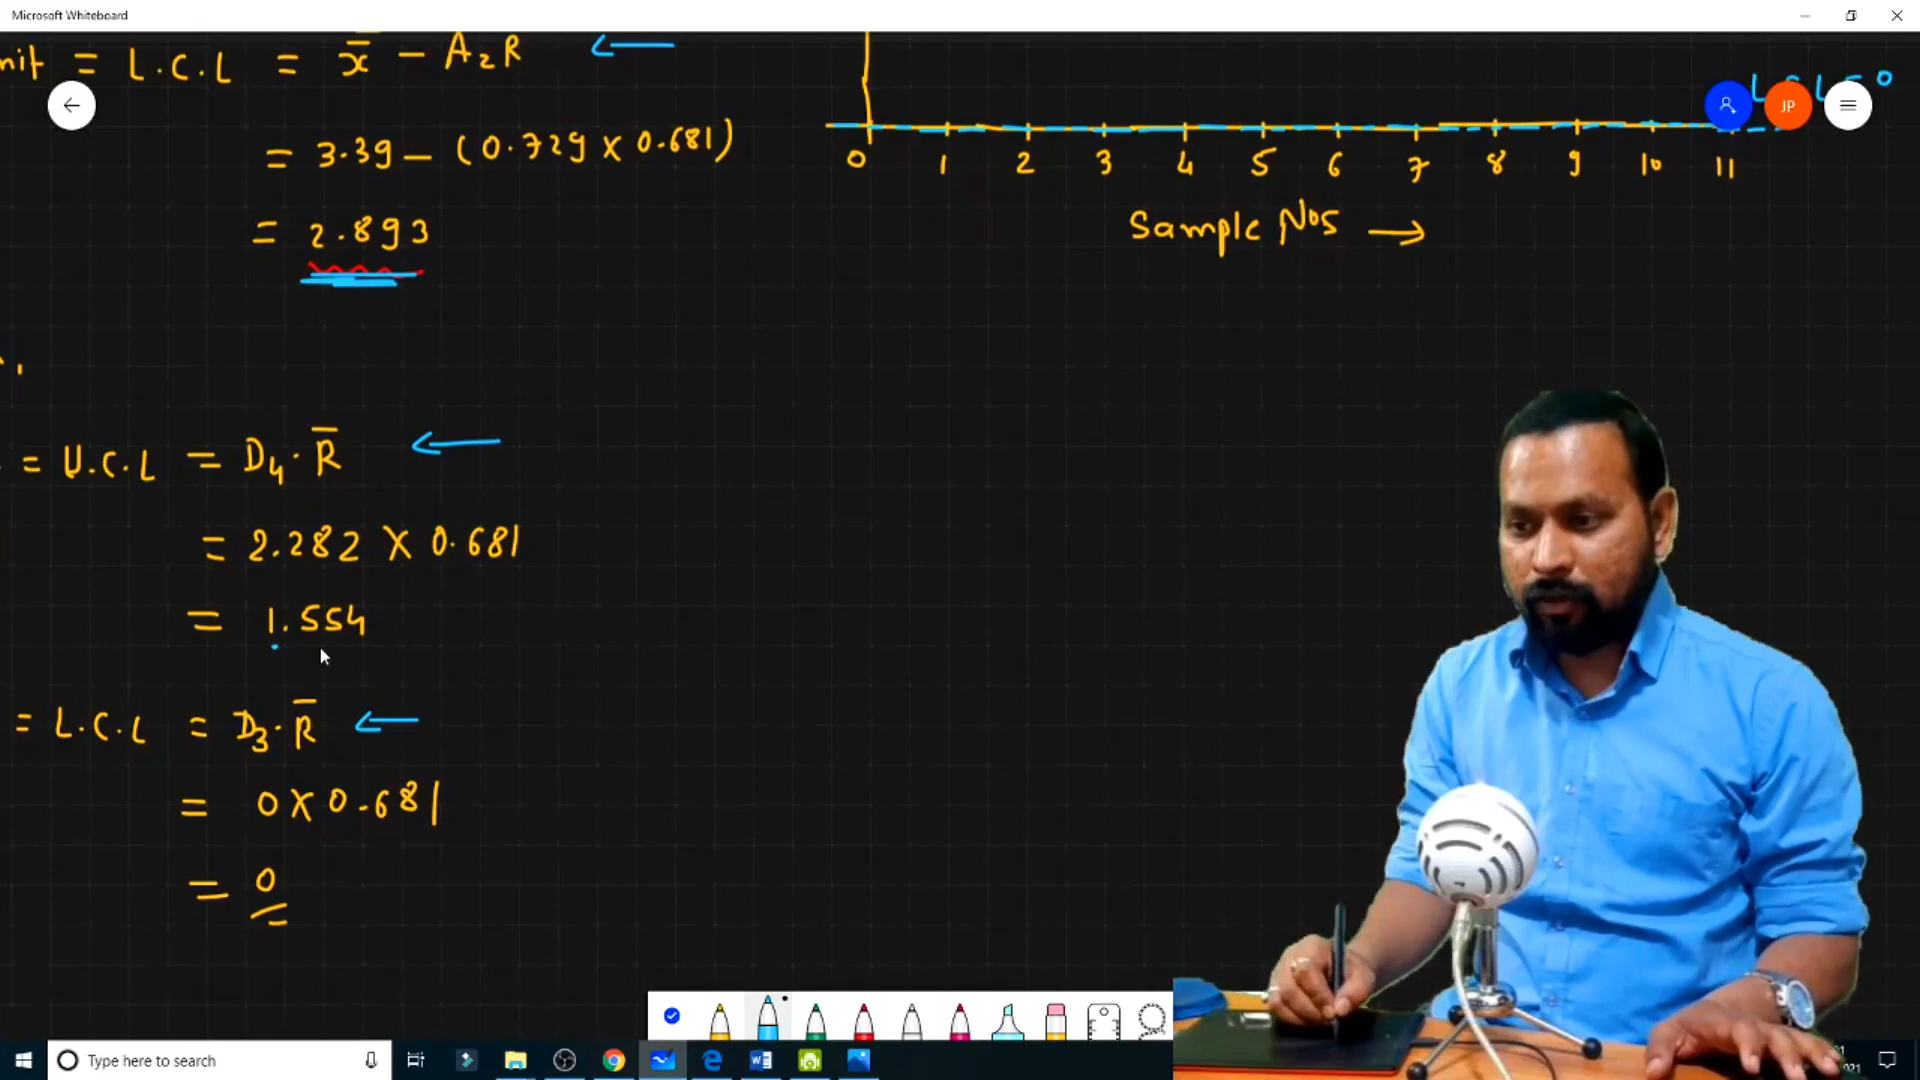 Microsoft Whiteboard
nit = L.C.L = x̿ - A₂R
= 3.39 - (0.729 × 0.681)
= 2.893
= U.C.L = D₄ · R̅
= 2.282 × 0.681
= 1.554
= L.C.L = D₃ · R̅
= 0 × 0.681
= 0
JP
0 1 2 3 4 5 6 7 8 9 10 11
Sample Nos →
Type here to search